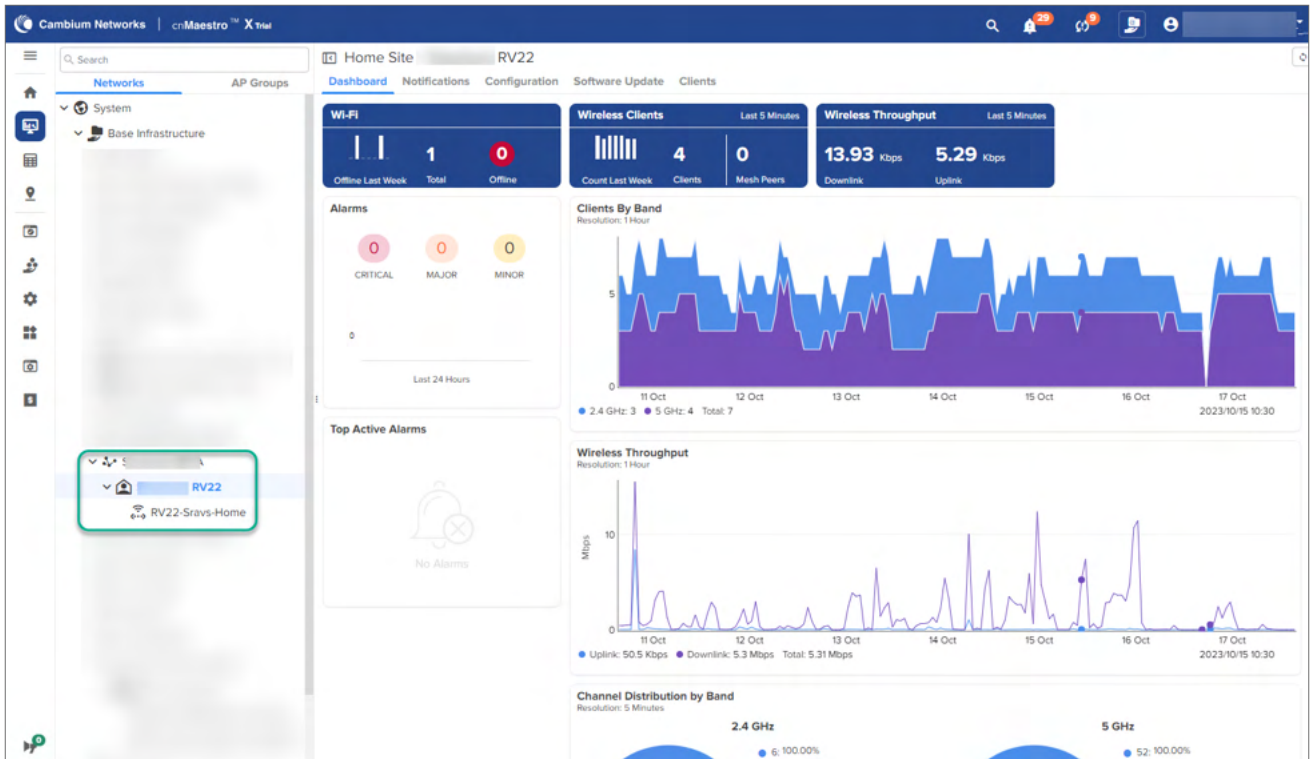 Cambium Networks | cnMaestro™ X Trial
29
9
Search
Networks AP Groups
System
Base Infrastructure
RV22
RV22-Sravs-Home
0
Home Site RV22
Dashboard Notifications Configuration Software Update Clients
Wi-Fi
1 0
Offline Last Week Total Offline
Wireless Clients Last 5 Minutes
4 0
Count Last Week Clients Mesh Peers
Wireless Throughput Last 5 Minutes
13.93 Kbps 5.29 Kbps
Downlink Uplink
Alarms
0 0 0
CRITICAL MAJOR MINOR
0
Last 24 Hours
Top Active Alarms
No Alarms
Clients By Band
Resolution: 1 Hour
5
0
11 Oct 12 Oct 13 Oct 14 Oct 15 Oct 16 Oct 17 Oct
2.4 GHz: 3 5 GHz: 4 Total: 7 2023/10/15 10:30
Wireless Throughput
Resolution: 1 Hour
Mbps
10
0
11 Oct 12 Oct 13 Oct 14 Oct 15 Oct 16 Oct 17 Oct
Uplink: 50.5 Kbps Downlink: 5.3 Mbps Total: 5.31 Mbps 2023/10/15 10:30
Channel Distribution by Band
Resolution: 5 Minutes
2.4 GHz 5 GHz
6: 100.00% 52: 100.00%